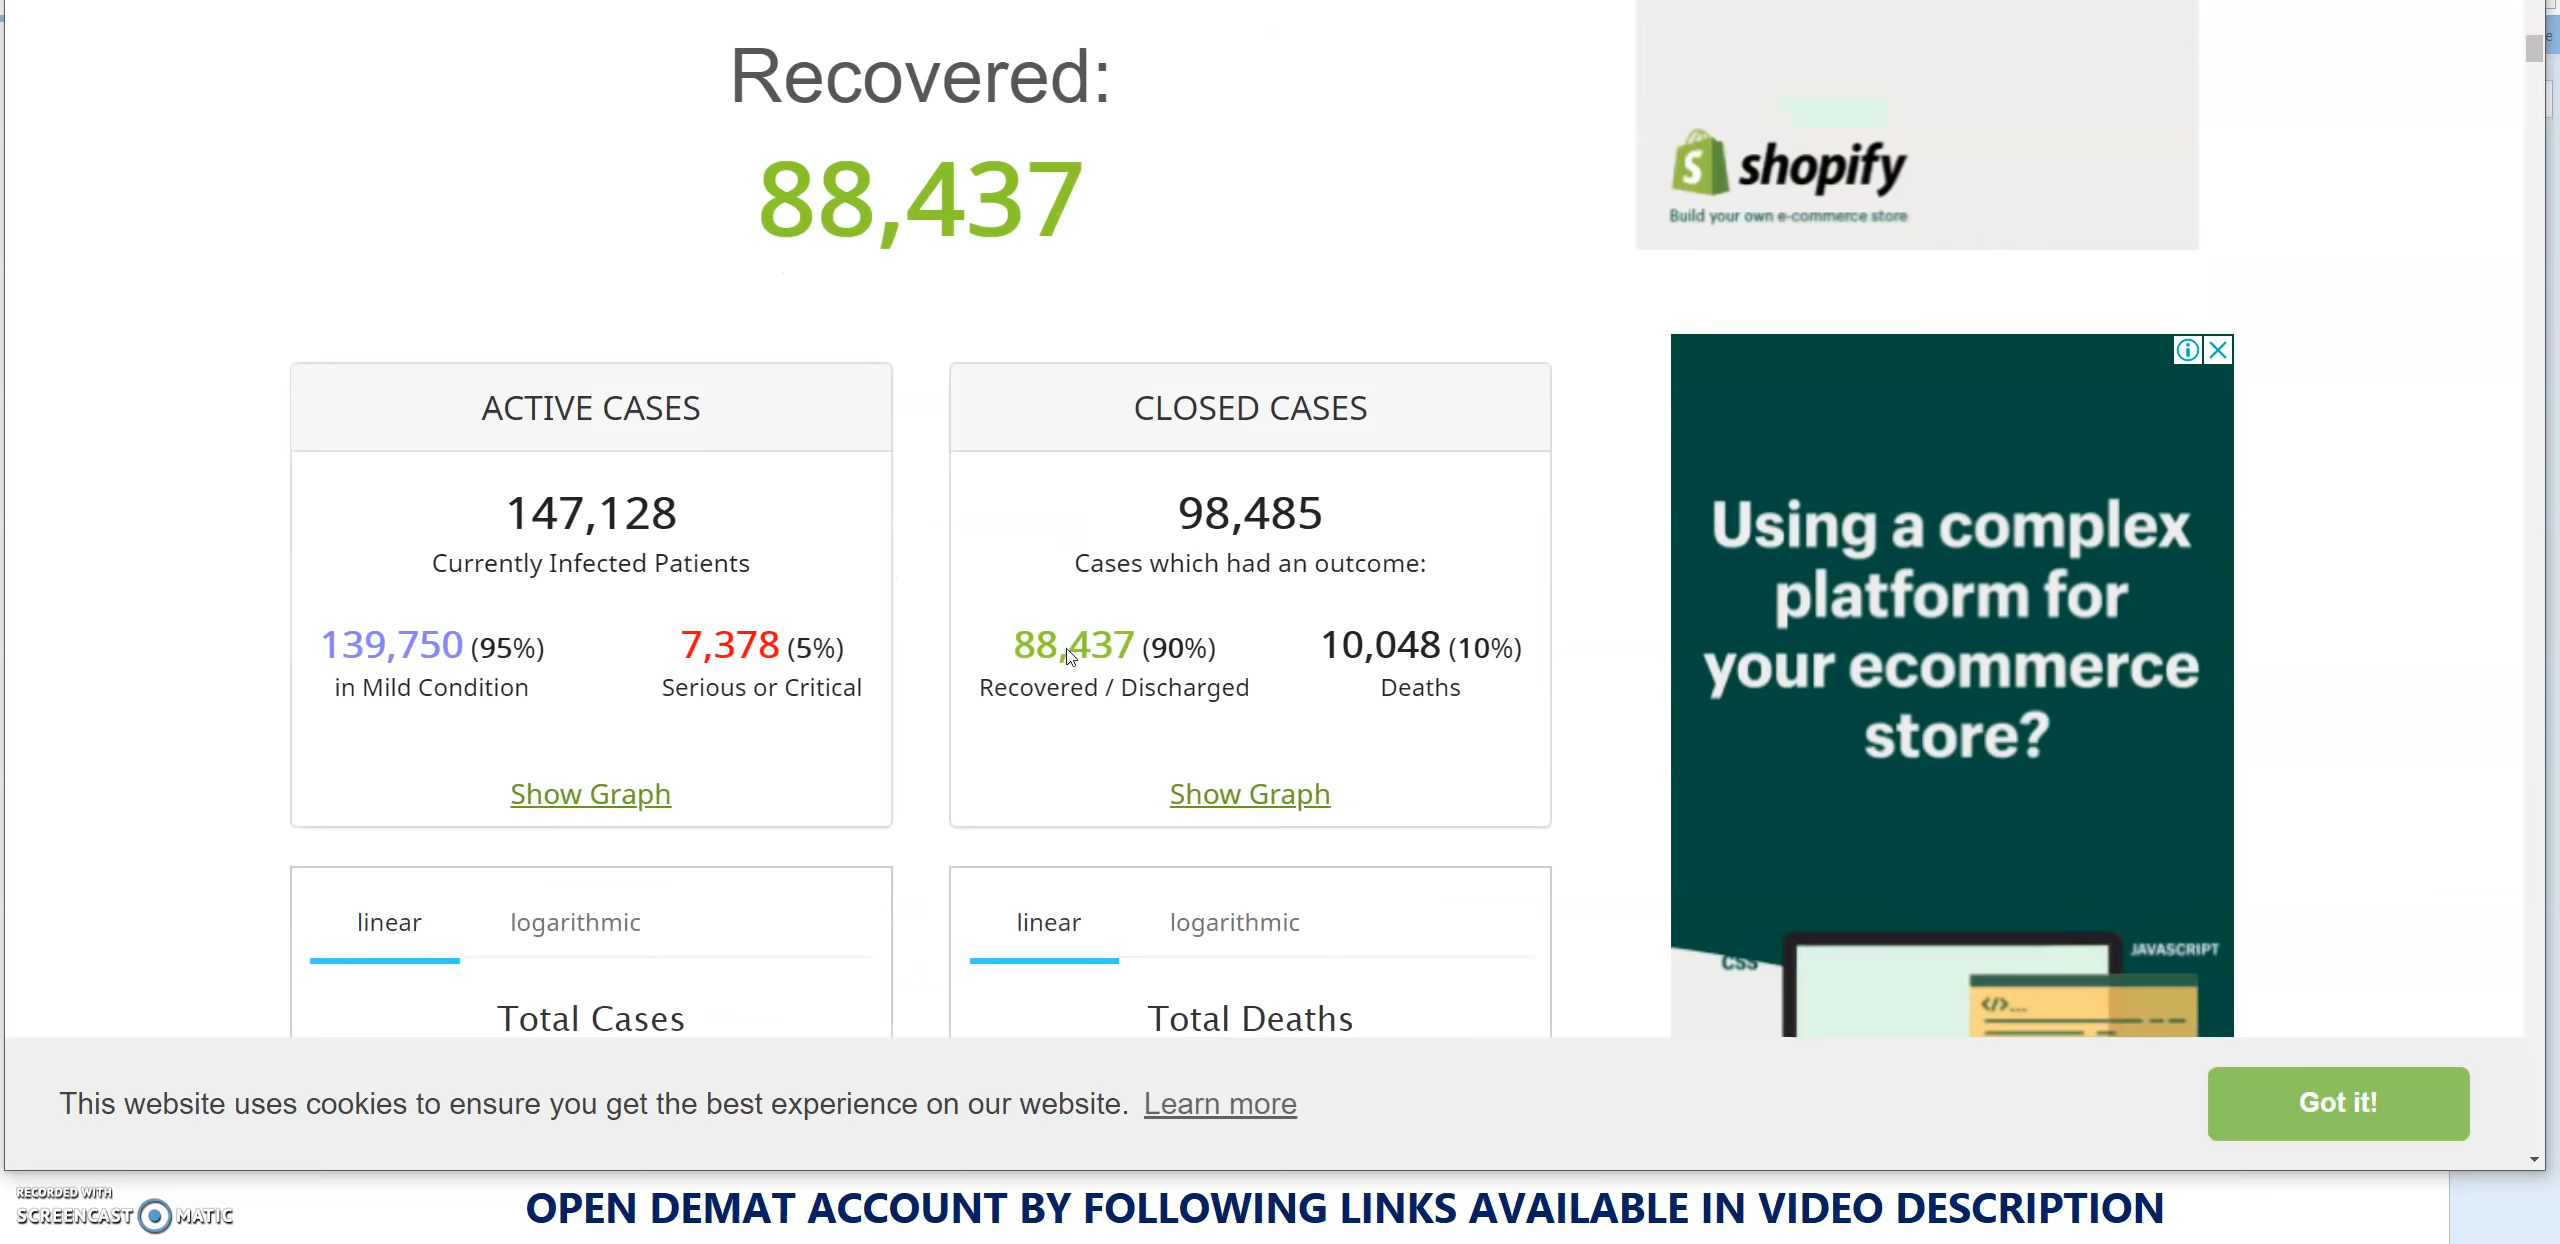 Recovered:
88,437
shopify
Build your own e-commerce store
ACTIVE CASES
147,128
Currently Infected Patients
139,750 (95%)
in Mild Condition
7,378 (5%)
Serious or Critical
Show Graph
CLOSED CASES
98,485
Cases which had an outcome:
88,437 (90%)
Recovered / Discharged
10,048 (10%)
Deaths
Show Graph
Using a complex
platform for
your ecommerce
store?
CSS
JAVASCRIPT
</>...
linear logarithmic
Total Cases
linear logarithmic
Total Deaths
This website uses cookies to ensure you get the best experience on our website. Learn more
Got it!
RECORDED WITH
SCREENCAST MATIC
OPEN DEMAT ACCOUNT BY FOLLOWING LINKS AVAILABLE IN VIDEO DESCRIPTION